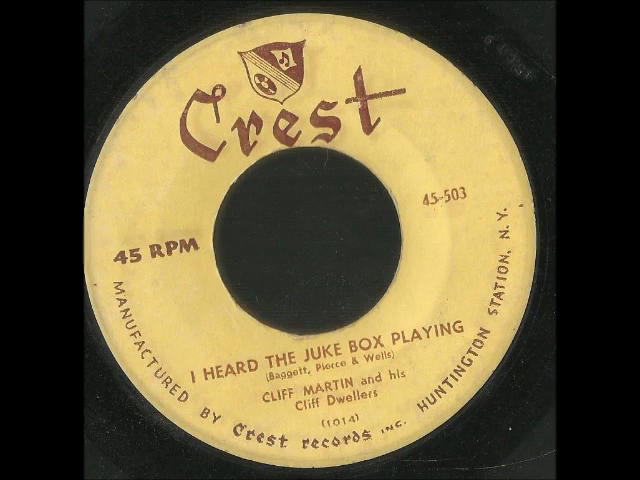 Crest
45-503
45 RPM
I HEARD THE JUKE BOX PLAYING
(Baggett, Pierce & Wells)
CLIFF MARTIN and his
Cliff Dwellers
(1014)
MANUFACTURED BY Crest records INC. HUNTINGTON STATION, N. Y.